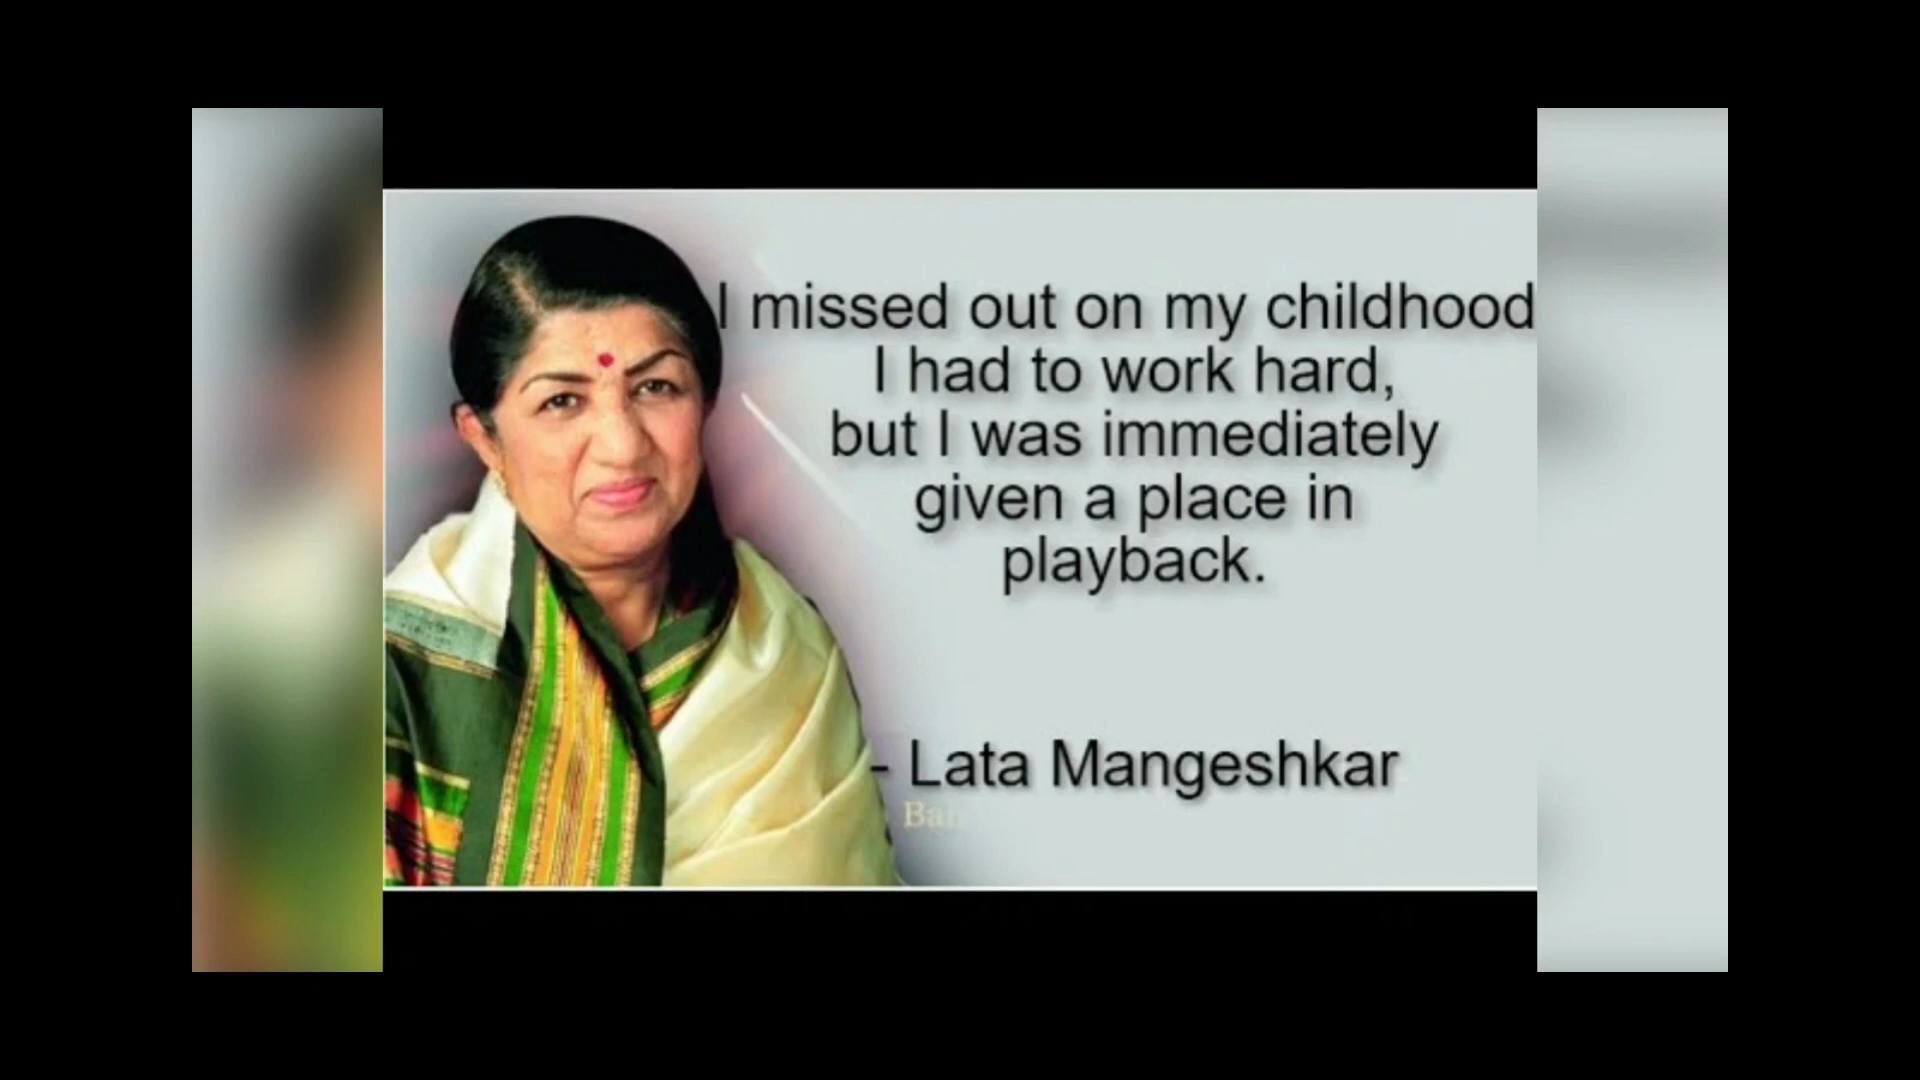 I missed out on my childhood
I had to work hard,
but I was immediately
given a place in
playback.
- Lata Mangeshkar